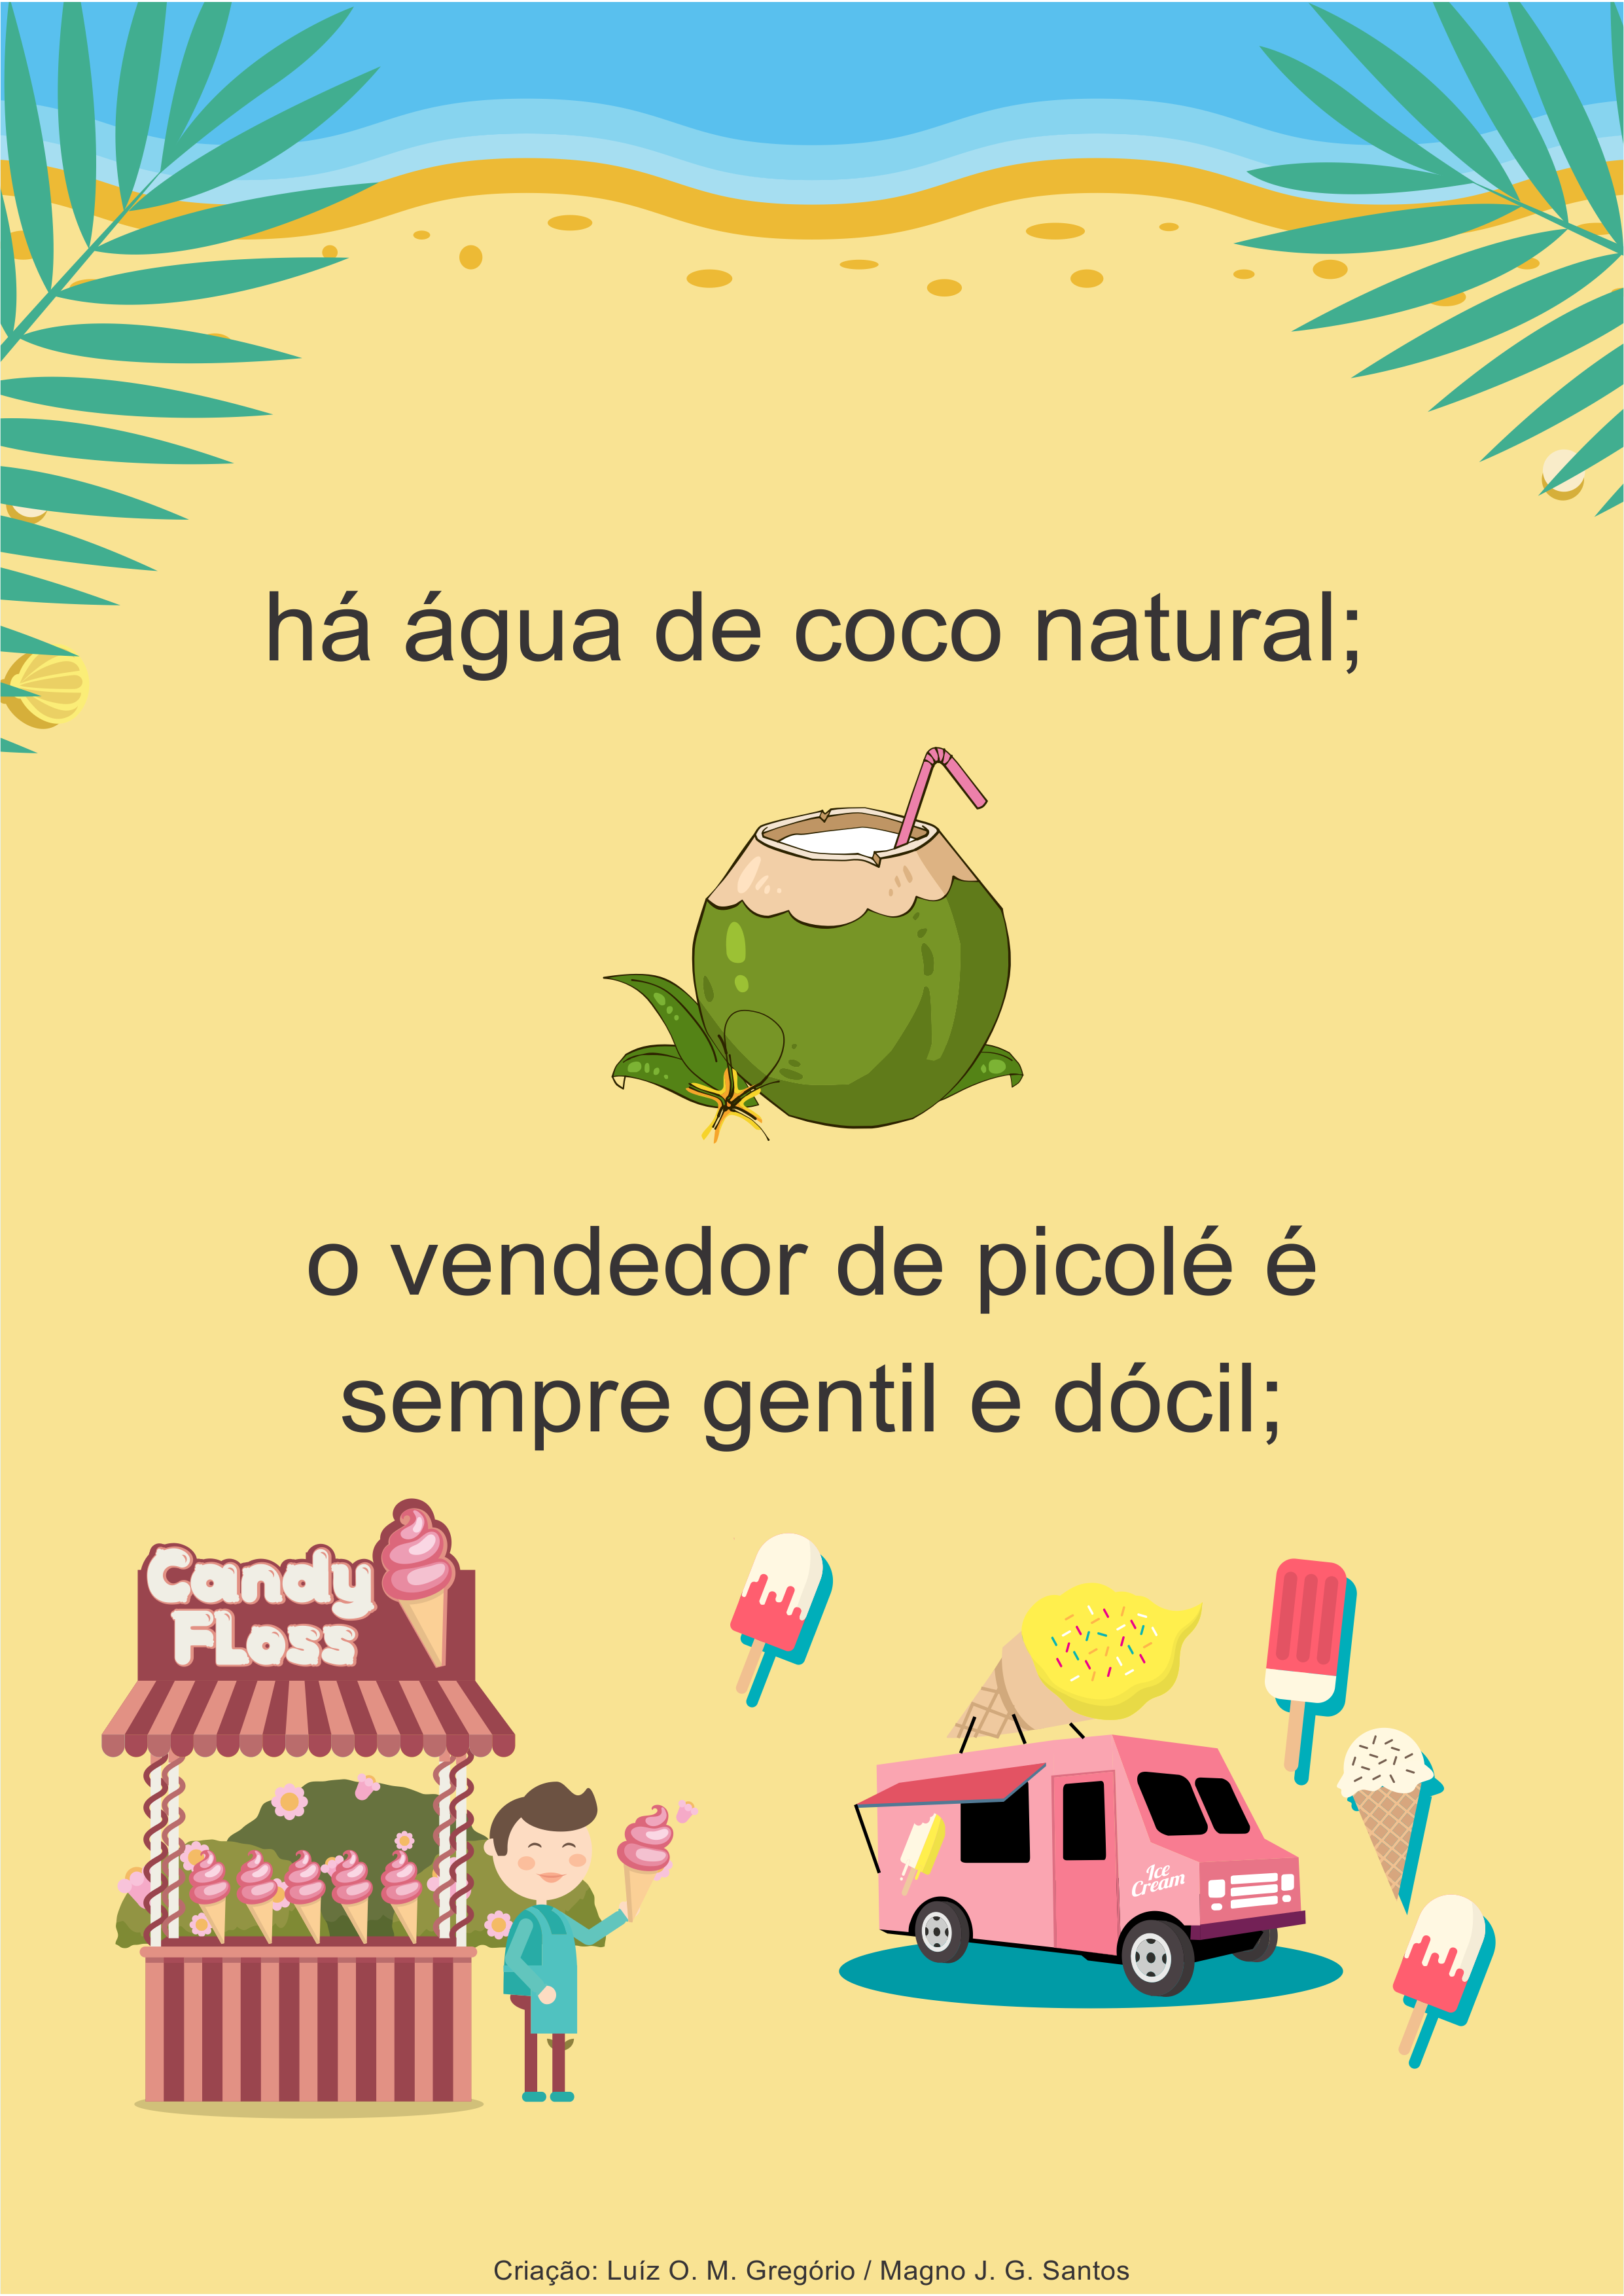 há água de coco natural;
o vendedor de picolé é
sempre gentil e dócil;
Candy
FLoss
Ice
Cream
Criação: Luíz O. M. Gregório / Magno J. G. Santos